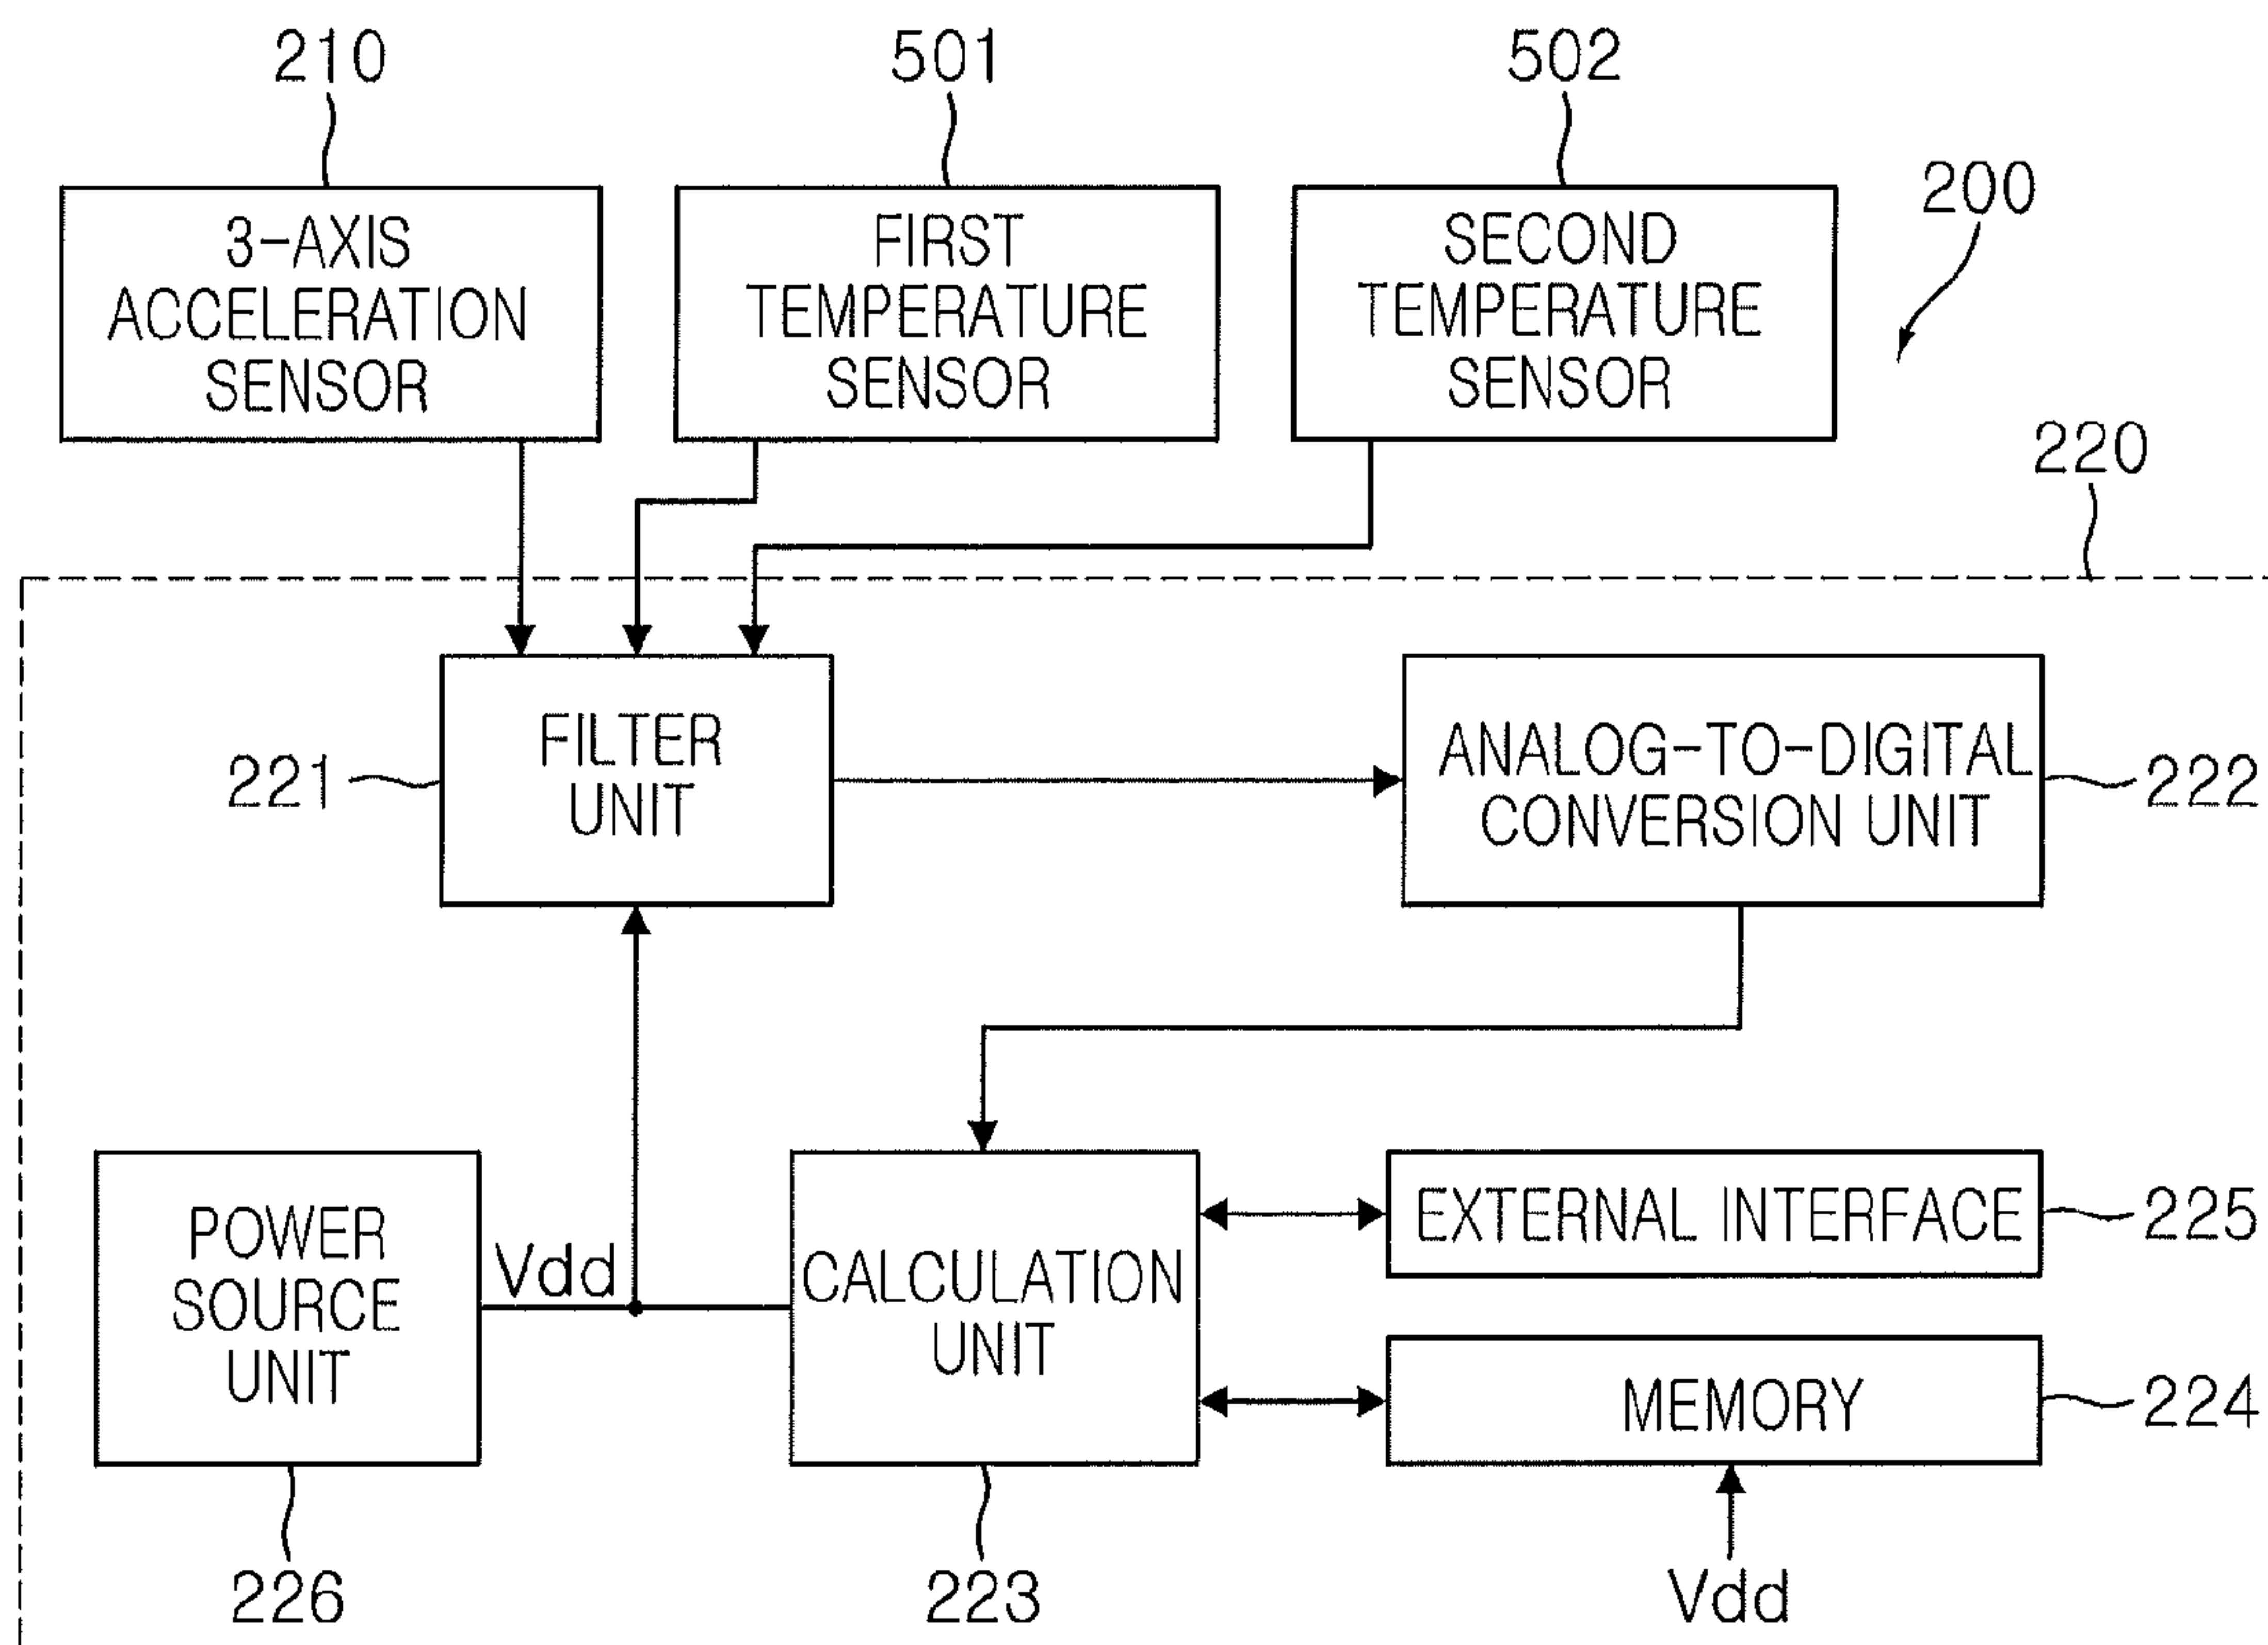 210
501
502
200
3-AXIS
ACCELERATION
SENSOR
FIRST
TEMPERATURE
SENSOR
SECOND
TEMPERATURE
SENSOR
220
221
FILTER
UNIT
ANALOG-TO-DIGITAL
CONVERSION UNIT
222
POWER
SOURCE
UNIT
Vdd
CALCULATION
UNIT
EXTERNAL INTERFACE
225
MEMORY
224
226
223
Vdd